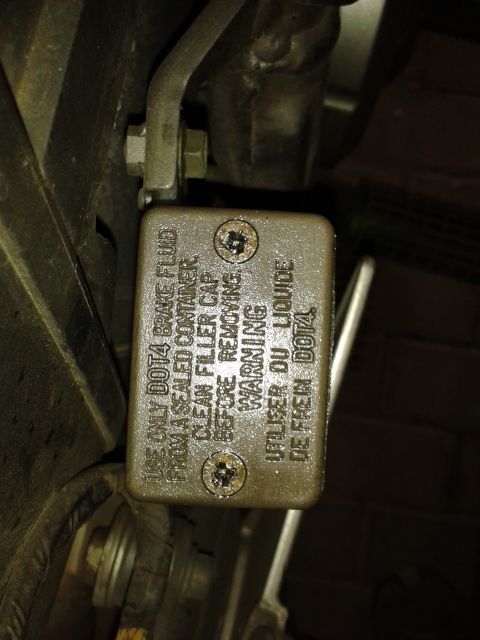 USE ONLY DOT4 BRAKE FLUID
FROM A SEALED CONTAINER.
CLEAN FILLER CAP
BEFORE REMOVING.
WARNING
UTILISER DU LIQUIDE
DE FREIN DOT4.